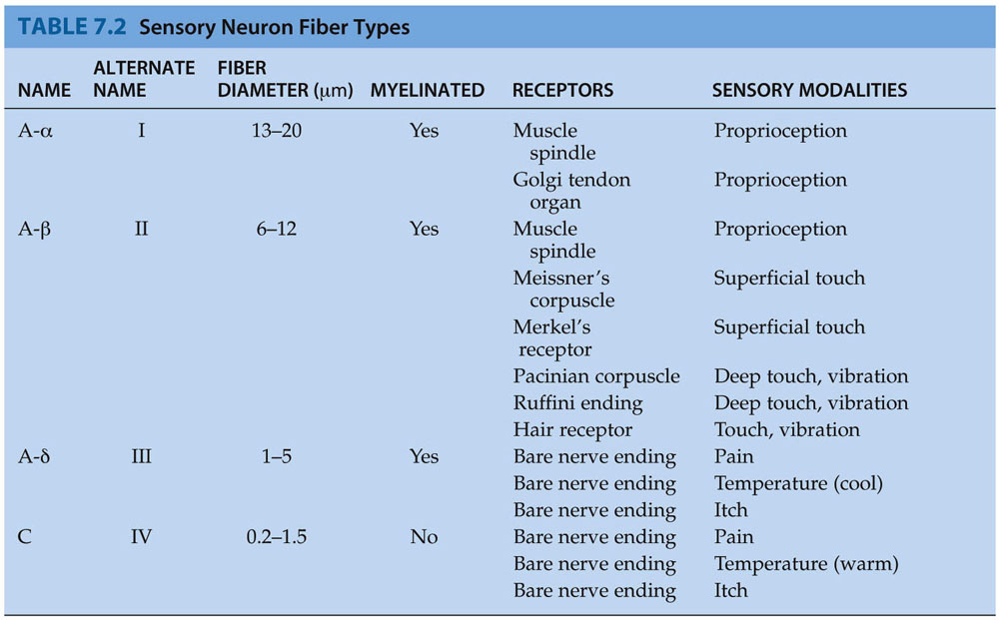 TABLE 7.2 Sensory Neuron Fiber Types
ALTERNATE FIBER
NAME NAME DIAMETER (μm) MYELINATED RECEPTORS SENSORY MODALITIES
A-α I 13–20 Yes Muscle Proprioception
spindle
Golgi tendon Proprioception
organ
A-β II 6–12 Yes Muscle Proprioception
spindle
Meissner’s Superficial touch
corpuscle
Merkel’s Superficial touch
receptor
Pacinian corpuscle Deep touch, vibration
Ruffini ending Deep touch, vibration
Hair receptor Touch, vibration
A-δ III 1–5 Yes Bare nerve ending Pain
Bare nerve ending Temperature (cool)
Bare nerve ending Itch
C IV 0.2–1.5 No Bare nerve ending Pain
Bare nerve ending Temperature (warm)
Bare nerve ending Itch